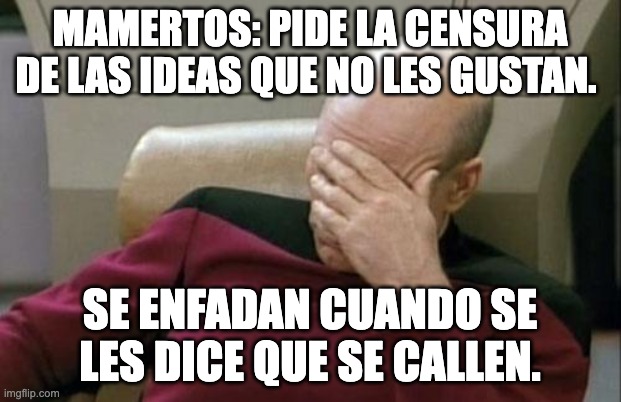 MAMERTOS: PIDE LA CENSURA
DE LAS IDEAS QUE NO LES GUSTAN.
SE ENFADAN CUANDO SE
LES DICE QUE SE CALLEN.
imgflip.com